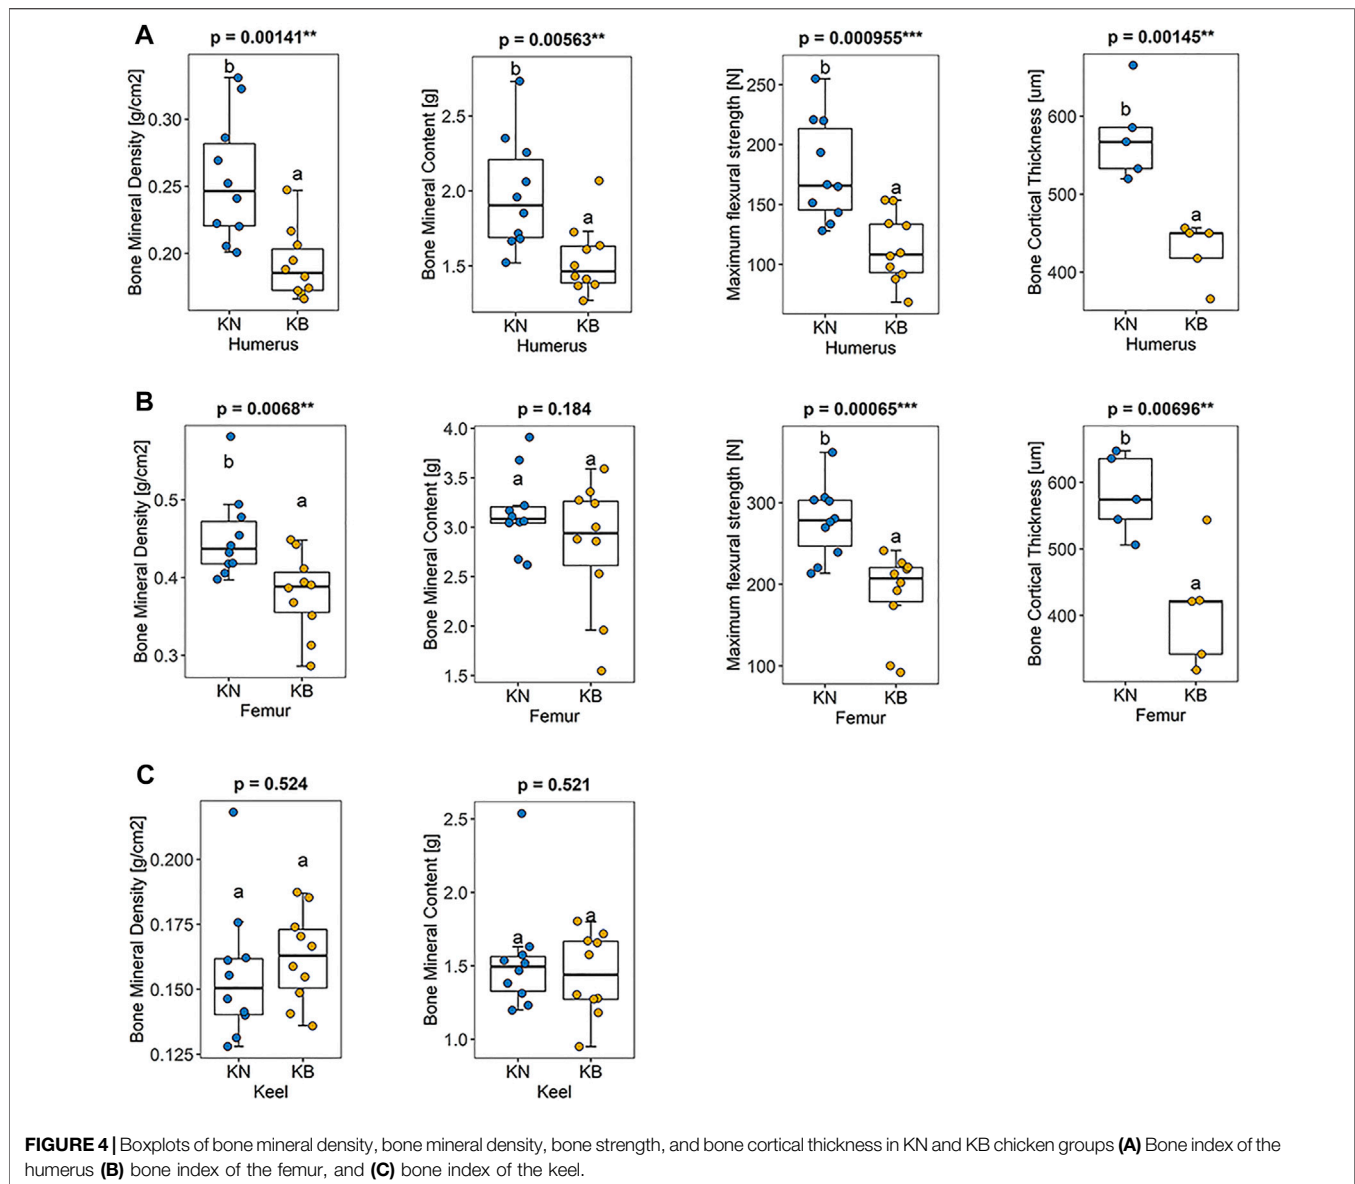 A
p = 0.00141**
Bone Mineral Density [g/cm2]
0.30
0.25
0.20
b
a
KN KB
Humerus
p = 0.00563**
Bone Mineral Content [g]
2.5
2.0
1.5
b
a
KN KB
Humerus
p = 0.000955***
Maximum flexural strength [N]
250
200
150
100
b
a
KN KB
Humerus
p = 0.00145**
Bone Cortical Thickness [um]
600
500
400
b
a
KN KB
Humerus
B
p = 0.0068**
Bone Mineral Density [g/cm2]
0.5
0.4
0.3
b
a
KN KB
Femur
p = 0.184
Bone Mineral Content [g]
4.0
3.5
3.0
2.5
2.0
1.5
a
a
KN KB
Femur
p = 0.00065***
Maximum flexural strength [N]
300
200
100
b
a
KN KB
Femur
p = 0.00696**
Bone Cortical Thickness [um]
600
500
400
b
a
KN KB
Femur
C
p = 0.524
Bone Mineral Density [g/cm2]
0.200
0.175
0.150
0.125
a
a
KN KB
Keel
p = 0.521
Bone Mineral Content [g]
2.5
2.0
1.5
1.0
a
a
KN KB
Keel
FIGURE 4 | Boxplots of bone mineral density, bone mineral density, bone strength, and bone cortical thickness in KN and KB chicken groups (A) Bone index of the
humerus (B) bone index of the femur, and (C) bone index of the keel.